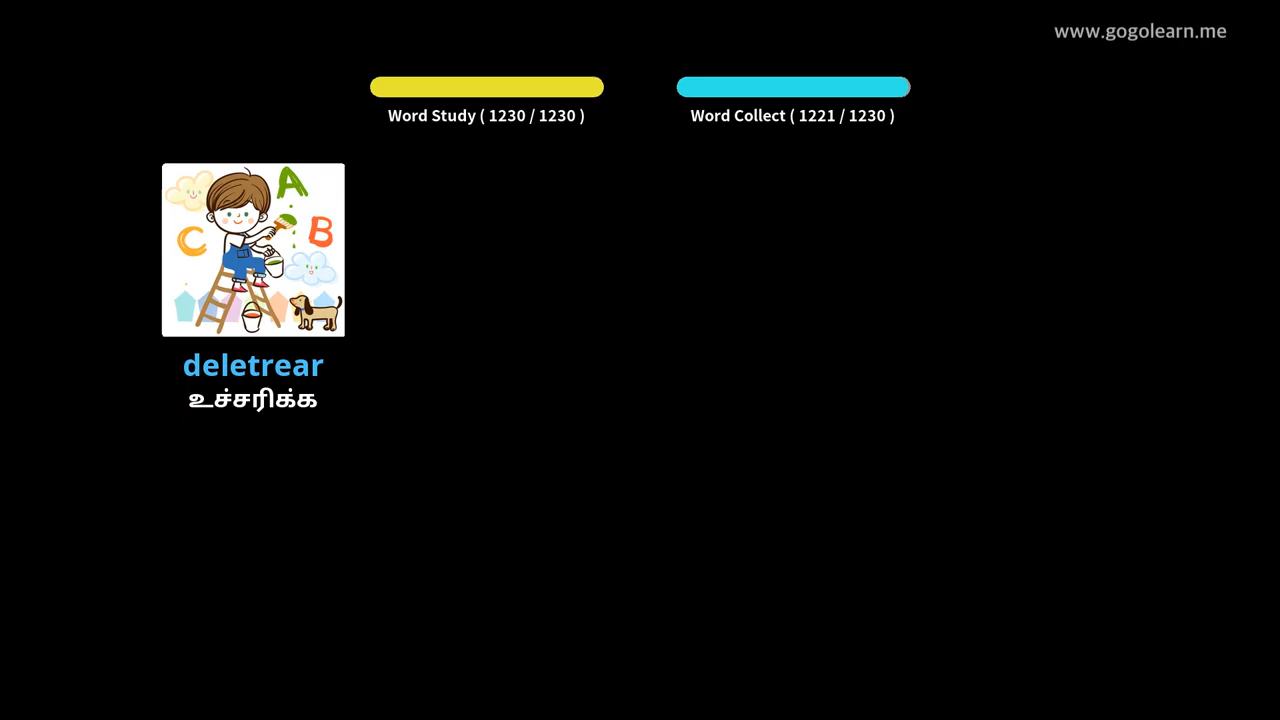 www.gogolearn.me
Word Study ( 1230 / 1230 )
Word Collect ( 1221 / 1230 )
A
B
C
deletrear
உச்சரிக்க